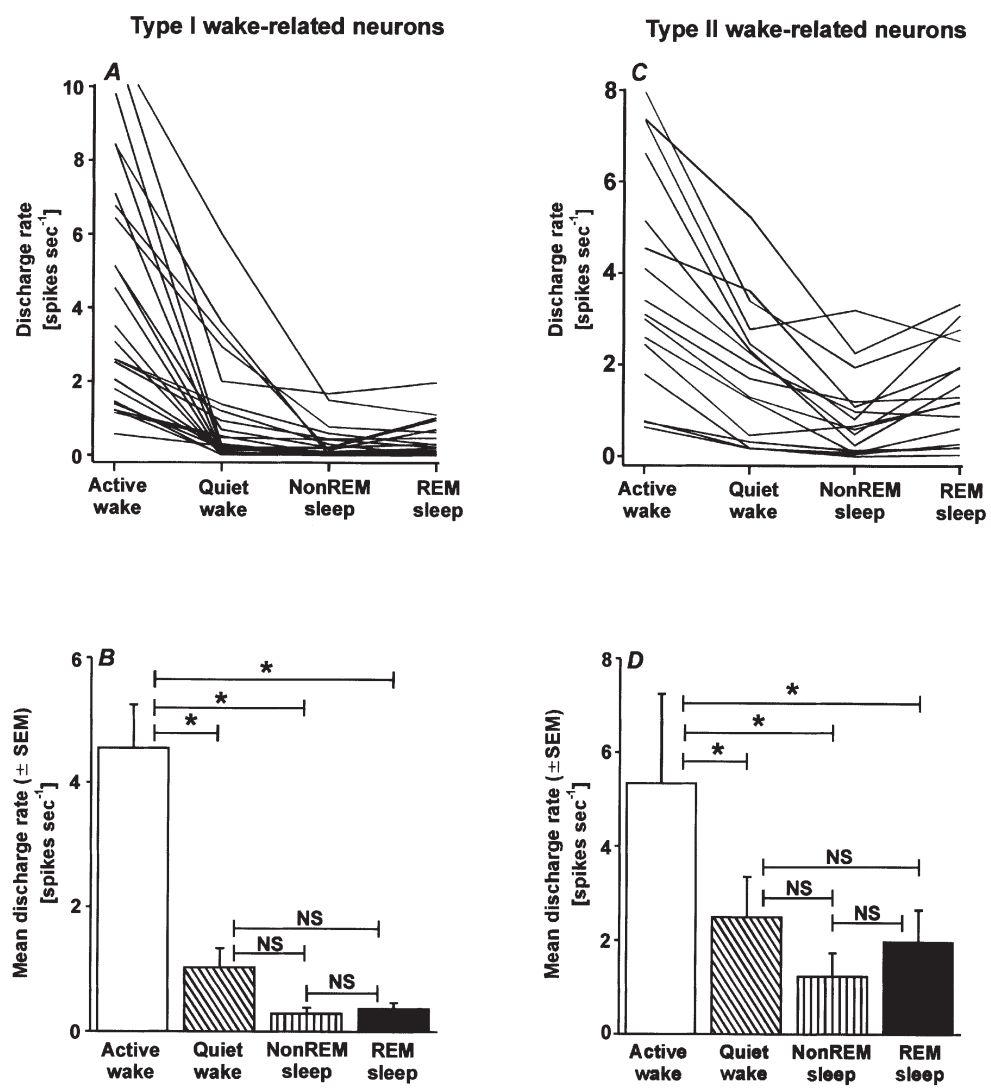 Type I wake-related neurons
Type II wake-related neurons
A
10
8
6
4
2
0
Discharge rate
[spikes sec-1]
Active
wake
Quiet
wake
NonREM
sleep
REM
sleep
C
8
6
4
2
0
Discharge rate
[spikes sec-1]
Active
wake
Quiet
wake
NonREM
sleep
REM
sleep
B
6
4
2
0
Mean discharge rate (± SEM)
[spikes sec-1]
*
*
*
NS
NS
NS
Active
wake
Quiet
wake
NonREM
sleep
REM
sleep
D
8
6
4
2
0
Mean discharge rate (±SEM)
[spikes sec-1]
*
*
*
NS
NS
NS
Active
wake
Quiet
wake
NonREM
sleep
REM
sleep